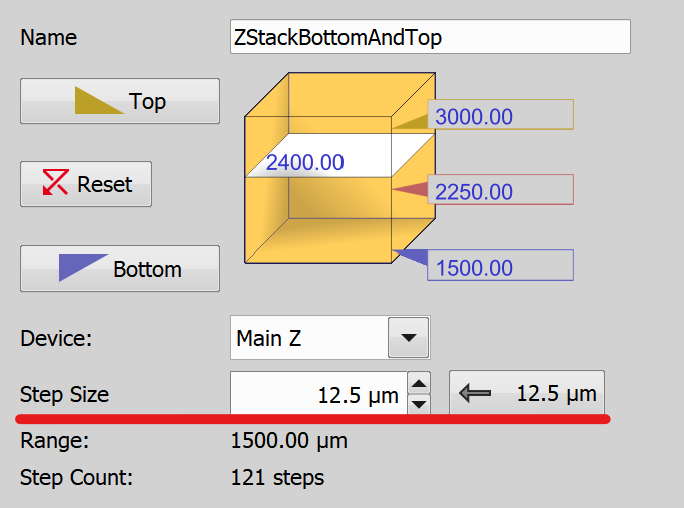 Name ZStackBottomAndTop
Top
3000.00
2400.00
Reset
2250.00
Bottom
1500.00
Device: Main Z
Step Size 12.5 µm 12.5 µm
Range: 1500.00 µm
Step Count: 121 steps